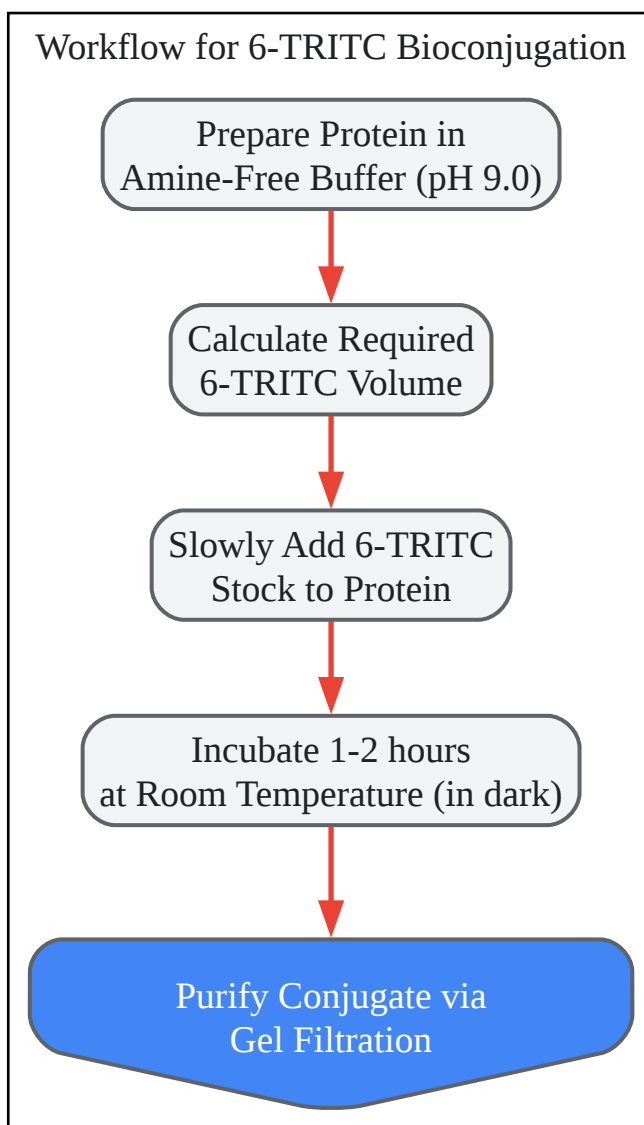 Workflow for 6-TRITC Bioconjugation
Prepare Protein in
Amine-Free Buffer (pH 9.0)
Calculate Required
6-TRITC Volume
Slowly Add 6-TRITC
Stock to Protein
Incubate 1-2 hours
at Room Temperature (in dark)
Purify Conjugate via
Gel Filtration